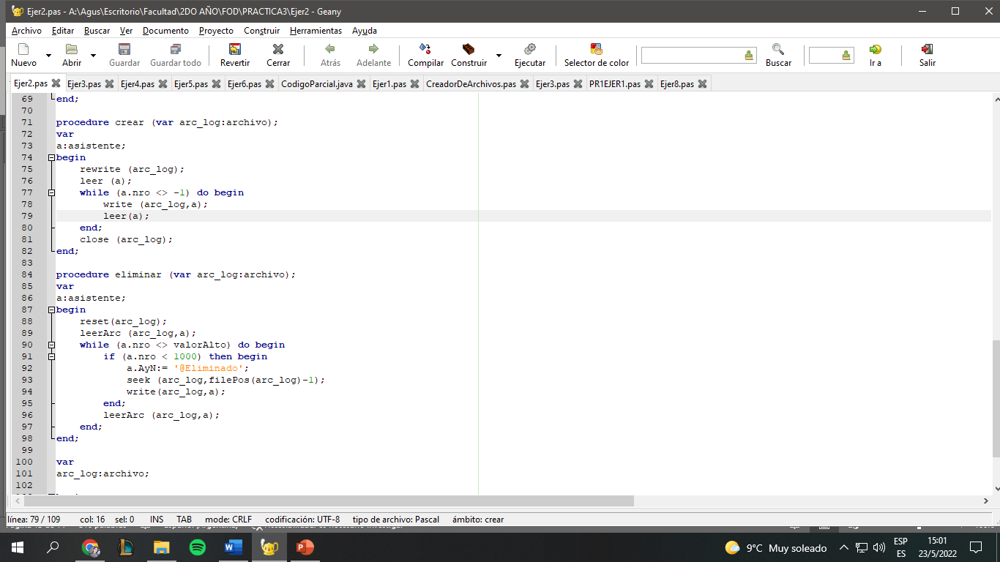 Ejer2.pas - A:\Agus\Escritorio\Facultad\2DO AÑO\FOD\PRACTICA3\Ejer2 - Geany
Archivo Editar Buscar Ver Documento Proyecto Construir Herramientas Ayuda
Nuevo Abrir Guardar Guardar todo Revertir Cerrar Atrás Adelante Compilar Construir Ejecutar Selector de color Buscar Ir a Salir
Ejer2.pas Ejer3.pas Ejer4.pas Ejer5.pas Ejer6.pas CodigoParcial.java Ejer1.pas CreadorDeArchivos.pas Ejer3.pas PR1EJER1.pas Ejer8.pas
69 end;
70
71 procedure crear (var arc_log:archivo);
72 var
73 a:asistente;
74 begin
75 rewrite (arc_log);
76 leer (a);
77 while (a.nro <> -1) do begin
78 write (arc_log,a);
79 leer(a);
80 end;
81 close (arc_log);
82 end;
83
84 procedure eliminar (var arc_log:archivo);
85 var
86 a:asistente;
87 begin
88 reset(arc_log);
89 leerArc (arc_log,a);
90 while (a.nro <> valorAlto) do begin
91 if (a.nro < 1000) then begin
92 a.AyN:= '@Eliminado';
93 seek (arc_log,filePos(arc_log)-1);
94 write(arc_log,a);
95 end;
96 leerArc (arc_log,a);
97 end;
98 end;
99
100 var
101 arc_log:archivo;
102
línea: 79 / 109 col: 16 sel: 0 INS TAB mode: CRLF codificación: UTF-8 tipo de archivo: Pascal ámbito: crear
9°C Muy soleado ESP ES 15:01 23/5/2022